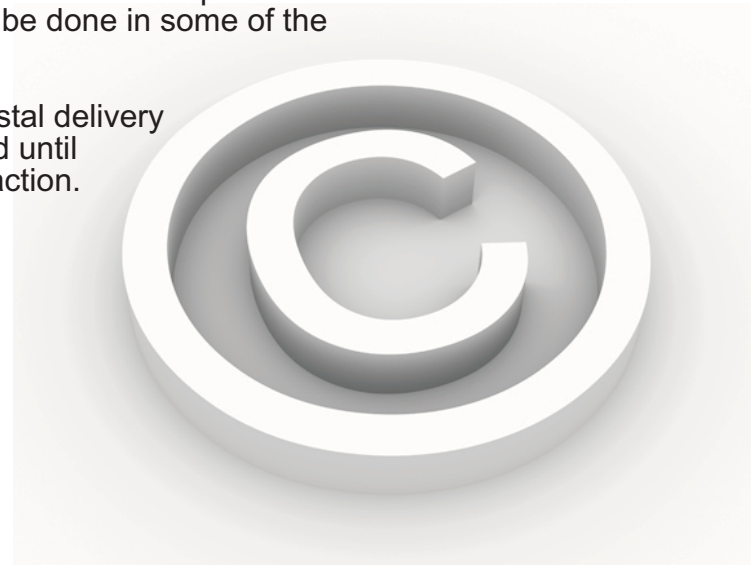 be done in some of the
stal delivery
d until
action.
©